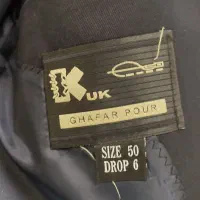 K UK
GHAFAR POUR
SIZE 50
DROP 6